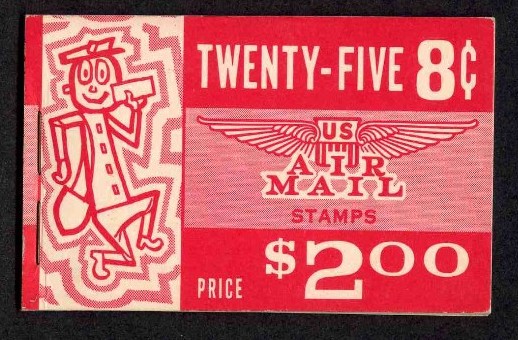 TWENTY-FIVE 8¢
US
AIR
MAIL
STAMPS
PRICE $2.00